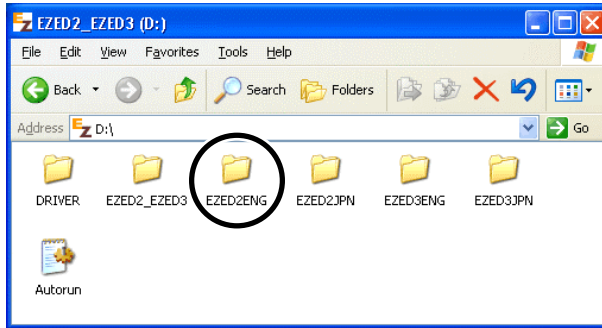 EZED2_EZED3 (D:)
File Edit View Favorites Tools Help
Back Search Folders
Address D:\ Go
DRIVER EZED2_EZED3 EZED2ENG EZED2JPN EZED3ENG EZED3JPN
Autorun